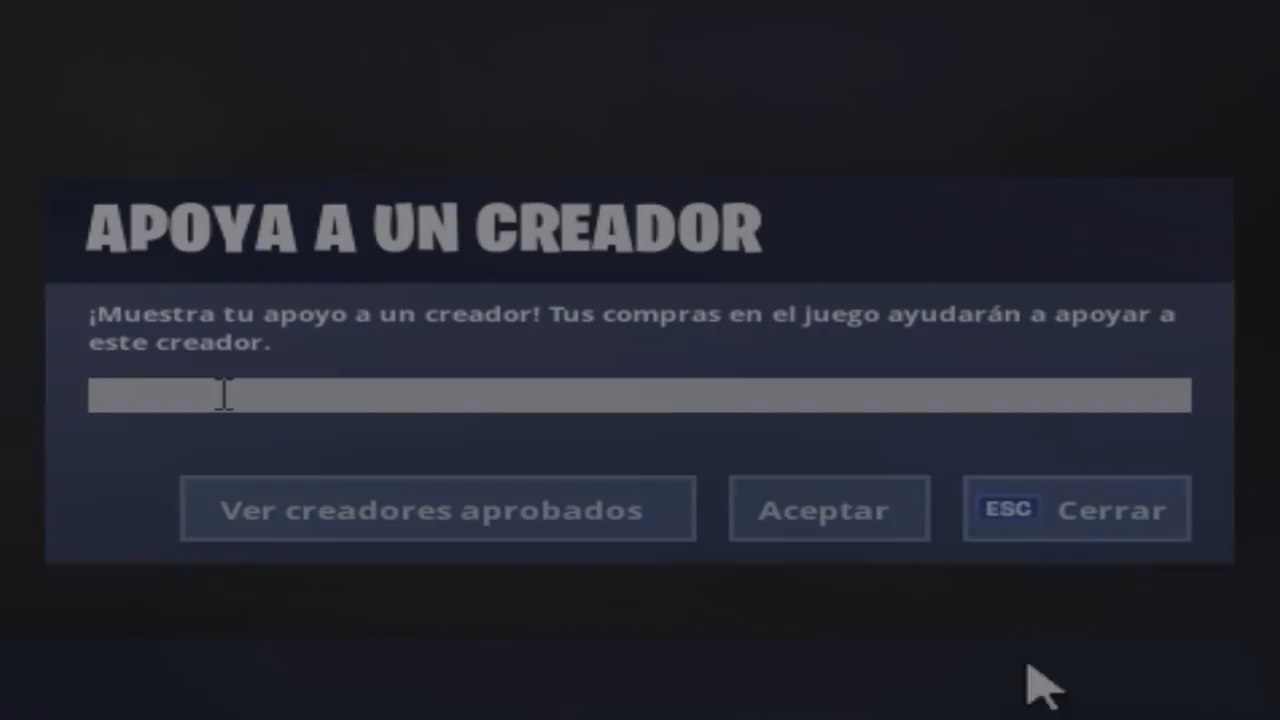 APOYA A UN CREADOR
¡Muestra tu apoyo a un creador! Tus compras en el juego ayudarán a apoyar a
este creador.
Ver creadores aprobados
Aceptar
ESC Cerrar